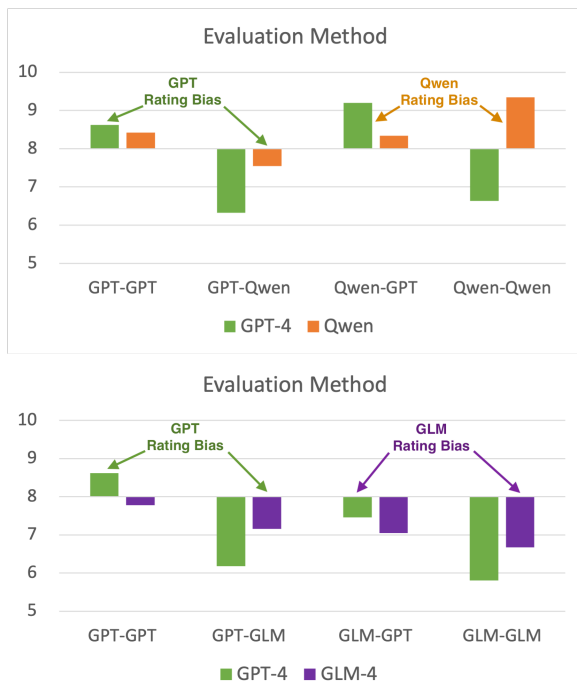 Evaluation Method
10
9
8
7
6
5
GPT
Rating Bias
Qwen
Rating Bias
GPT-GPT
GPT-Qwen
Qwen-GPT
Qwen-Qwen
GPT-4
Qwen
Evaluation Method
10
9
8
7
6
5
GPT
Rating Bias
GLM
Rating Bias
GPT-GPT
GPT-GLM
GLM-GPT
GLM-GLM
GPT-4
GLM-4